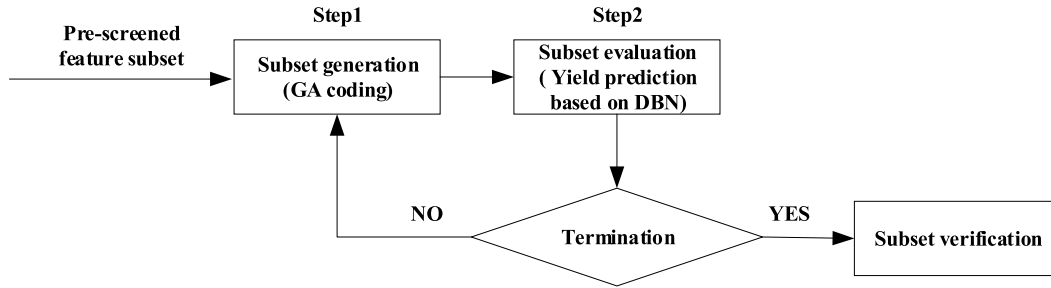 Step1
Step2
Pre-screened
feature subset
Subset generation
(GA coding)
Subset evaluation
( Yield prediction
based on DBN)
NO
YES
Termination
Subset verification